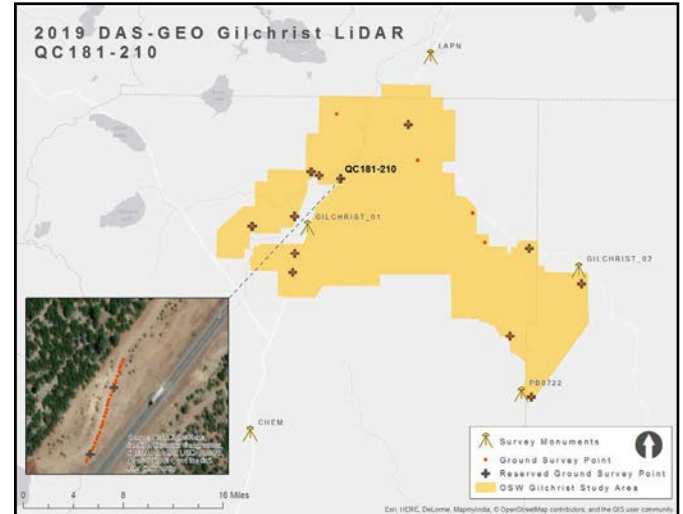 2019 DAS-GEO Gilchrist LiDAR
QC181-210
LAPN
QC181-210
GILCHRIST_01
GILCHRIST_02
PB0722
CHEM
Survey Monuments
Ground Survey Point
Reserved Ground Survey Point
OSW Gilchrist Study Area
0 4 8 16 Miles
Esri, HERE, DeLorme, MapmyIndia, © OpenStreetMap contributors, and the GIS user community